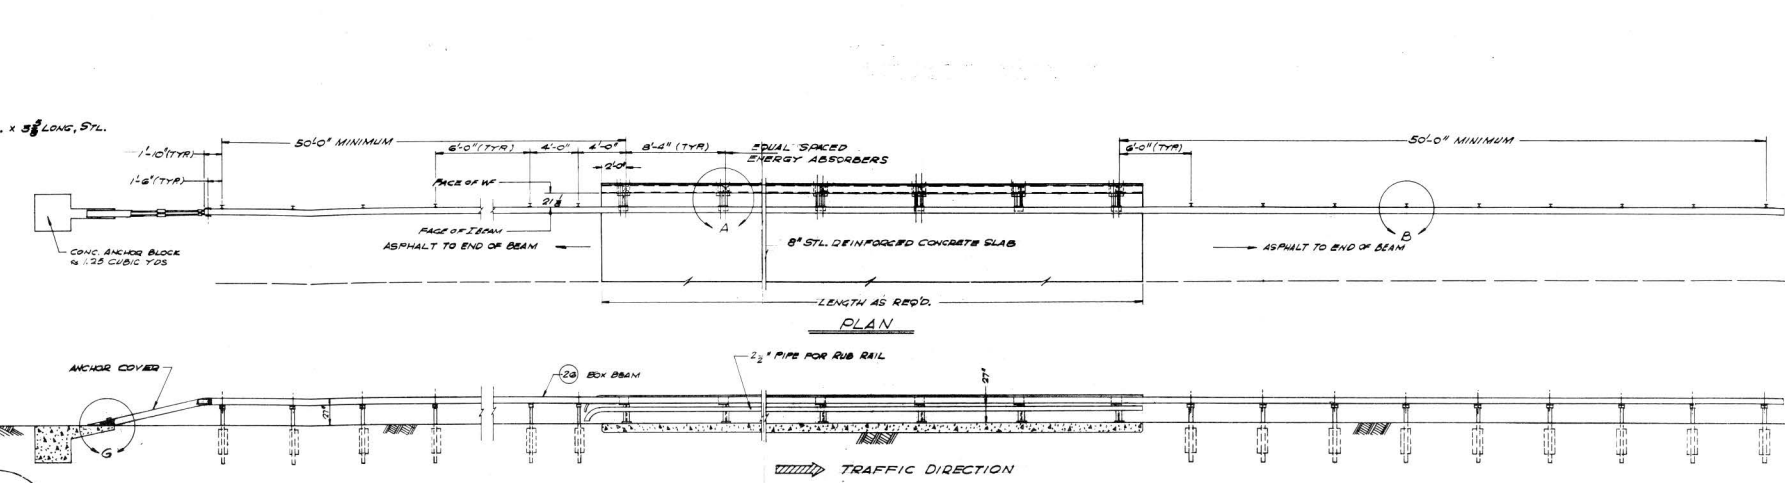 . x 3⅝ LONG, STL.
1'-10"(TYP.)
50'-0" MINIMUM
6'-0" (TYP.)
4'-0"
4'-0"
8'-4" (TYP.)
EQUAL SPACED
ENERGY ABSORBERS
6'-0" (TYP.)
50'-0" MINIMUM
1'-6" (TYP.)
FACE OF WF
2'-0"
FACE OF I BEAM
A
B
ASPHALT TO END OF BEAM
8" STL. REINFORCED CONCRETE SLAB
ASPHALT TO END OF BEAM
CONC. ANCHOR BLOCK
≈ 1.25 CUBIC YDS
LENGTH AS REQ'D.
PLAN
ANCHOR COVER
26 BOX BEAM
2½" PIPE FOR RUB RAIL
27"
27"
G
TRAFFIC DIRECTION